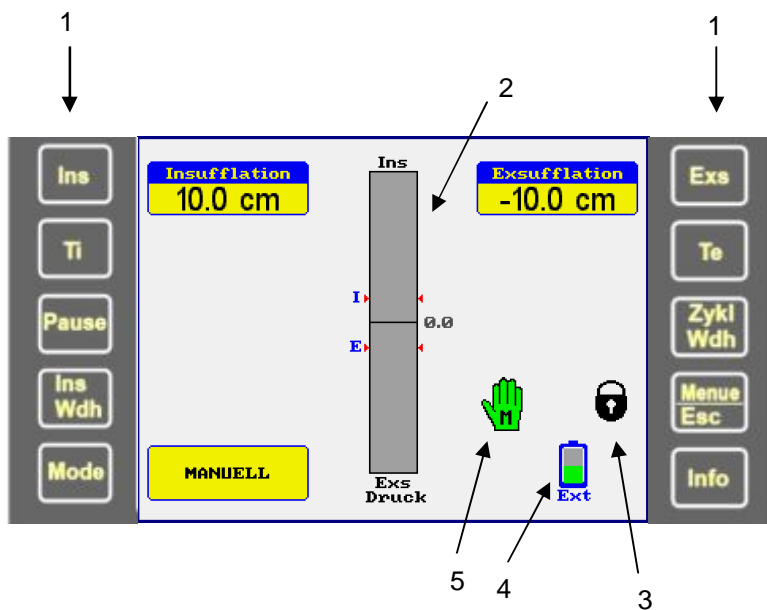 1
1
2
Ins
Ti
Pause
Ins
Wdh
Mode
Insufflation
10.0 cm
MANUELL
Ins
I
0.0
E
Exs
Druck
Exsufflation
-10.0 cm
M
Ext
Exs
Te
Zykl
Wdh
Menue
Esc
Info
5
4
3